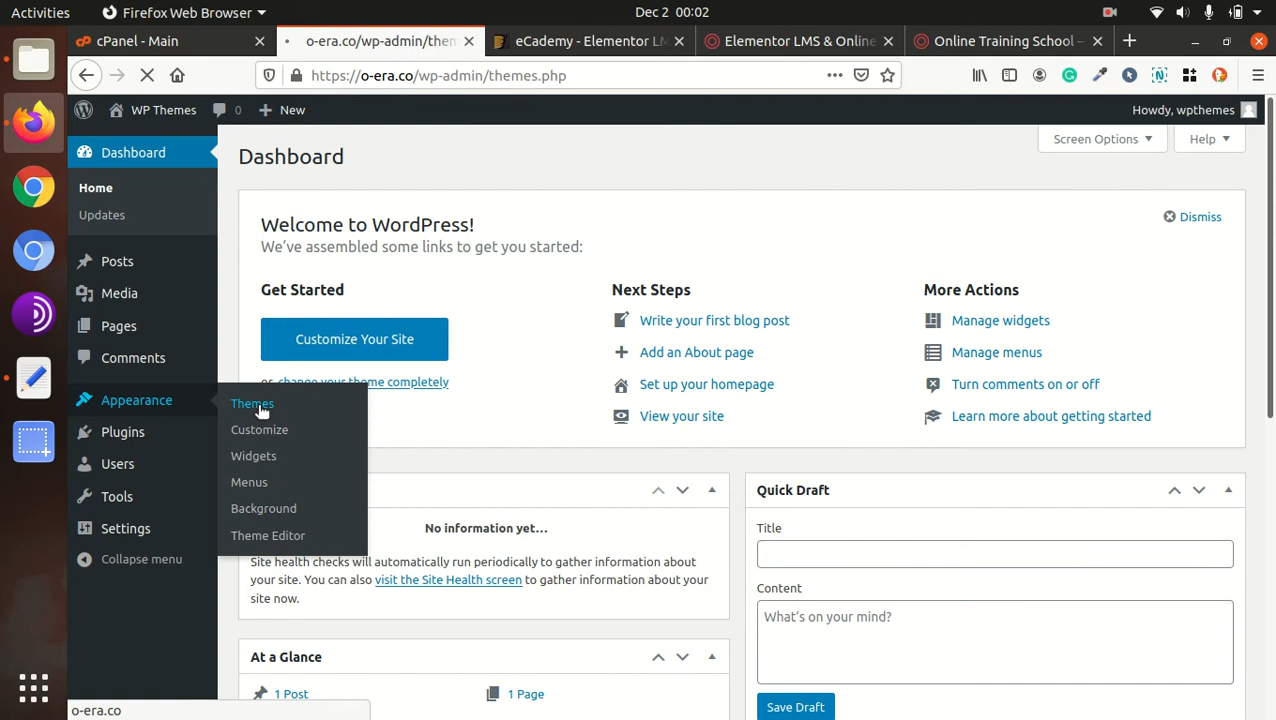 Activities Firefox Web Browser Dec 2 00:02
cPanel - Main o-era.co/wp-admin/them eCademy - Elementor LM Elementor LMS & Online Online Training School –
https://o-era.co/wp-admin/themes.php
WP Themes 0 New Howdy, wpthemes
Dashboard
Home
Updates
Posts
Media
Pages
Comments
Appearance
Plugins
Users
Tools
Settings
Collapse menu
Themes
Customize
Widgets
Menus
Background
Theme Editor
Screen Options Help
Dashboard
Welcome to WordPress!
We've assembled some links to get you started:
Dismiss
Get Started
Customize Your Site
or change your theme completely
Next Steps
Write your first blog post
Add an About page
Set up your homepage
View your site
More Actions
Manage widgets
Manage menus
Turn comments on or off
Learn more about getting started
No information yet…
Site health checks will automatically run periodically to gather information about
your site. You can also visit the Site Health screen to gather information about your
site now.
At a Glance
1 Post 1 Page
Quick Draft
Title
Content
What's on your mind?
Save Draft
o-era.co